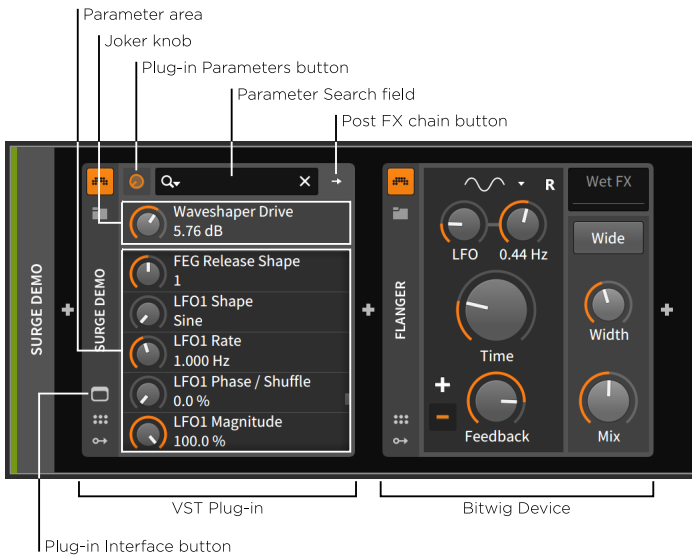 Parameter area
Joker knob
Plug-in Parameters button
Parameter Search field
Post FX chain button
SURGE DEMO
SURGE DEMO
Waveshaper Drive
5.76 dB
FEG Release Shape
1
LFO1 Shape
Sine
LFO1 Rate
1.000 Hz
LFO1 Phase / Shuffle
0.0 %
LFO1 Magnitude
100.0 %
FLANGER
R
LFO
0.44 Hz
Time
Feedback
Wet FX
Wide
Width
Mix
VST Plug-in
Bitwig Device
Plug-in Interface button